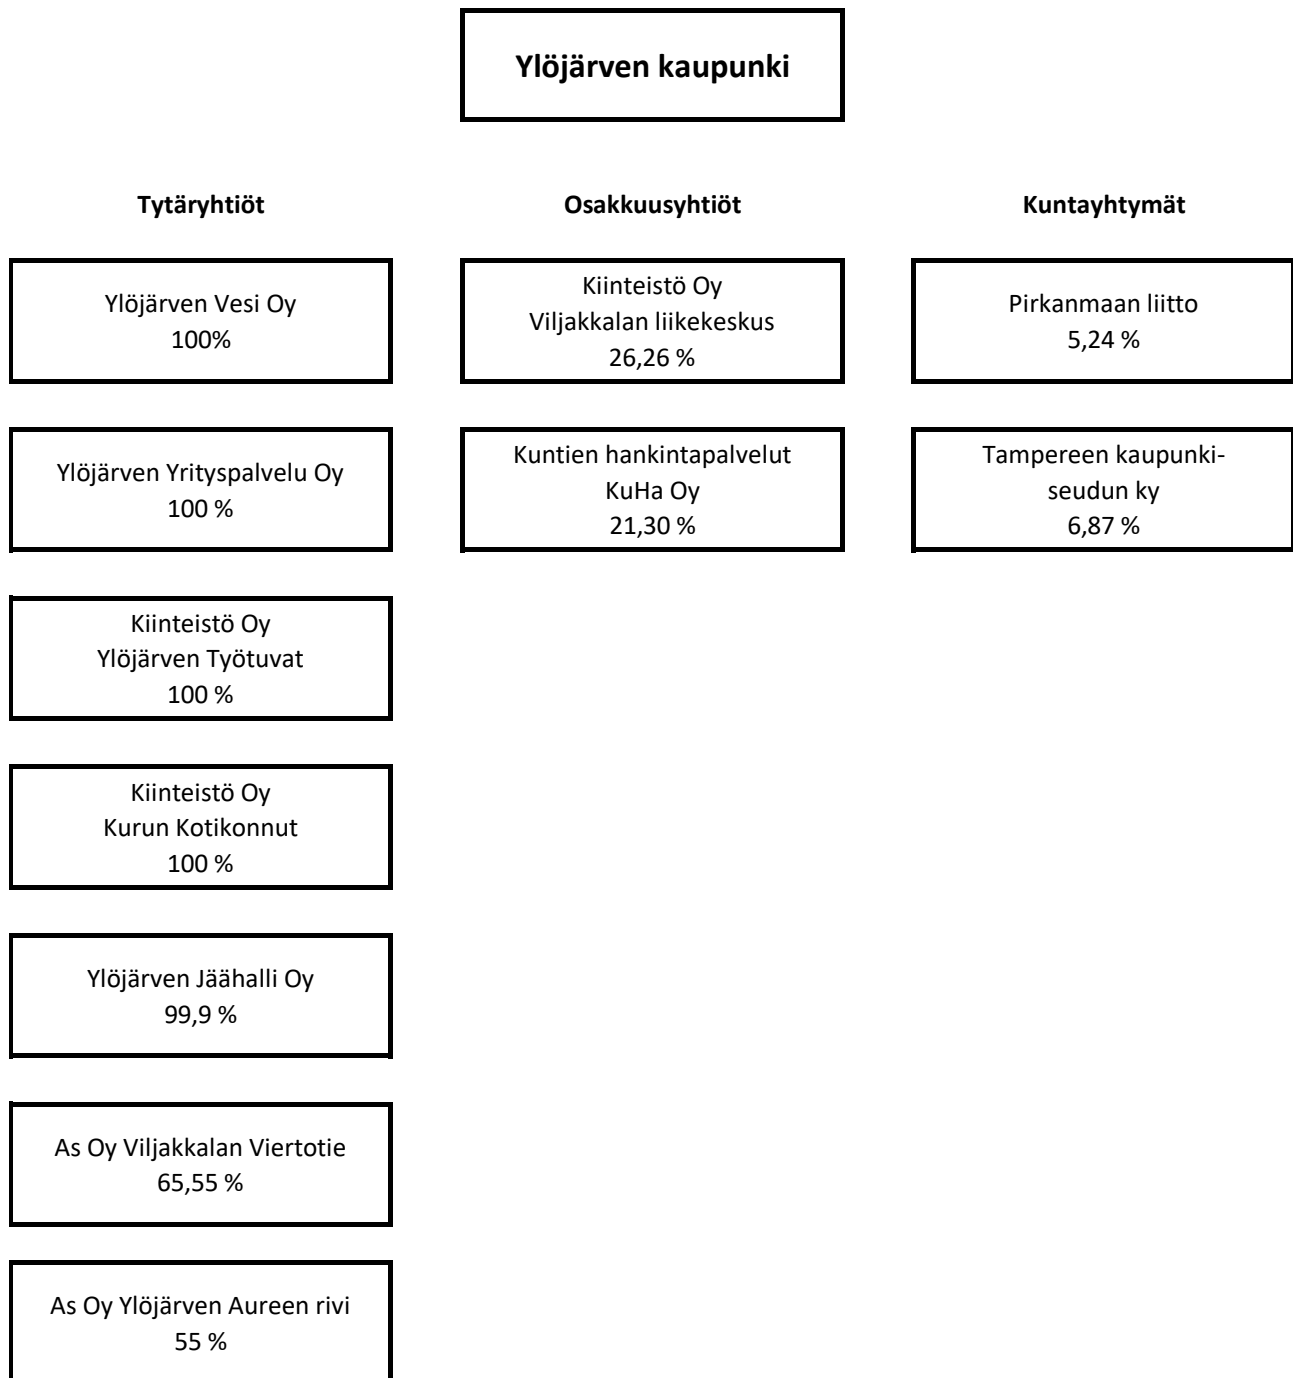 Ylöjärven kaupunki
Tytäryhtiöt
Ylöjärven Vesi Oy
100%
Ylöjärven Yrityspalvelu Oy
100 %
Kiinteistö Oy
Ylöjärven Työtuvat
100 %
Kiinteistö Oy
Kurun Kotikonnut
100 %
Ylöjärven Jäähalli Oy
99,9 %
As Oy Viljakkalan Viertotie
65,55 %
As Oy Ylöjärven Aureen rivi
55 %
Osakkuusyhtiöt
Kiinteistö Oy
Viljakkalan liikekeskus
26,26 %
Kuntien hankintapalvelut
KuHa Oy
21,30 %
Kuntayhtymät
Pirkanmaan liitto
5,24 %
Tampereen kaupunki-
seudun ky
6,87 %